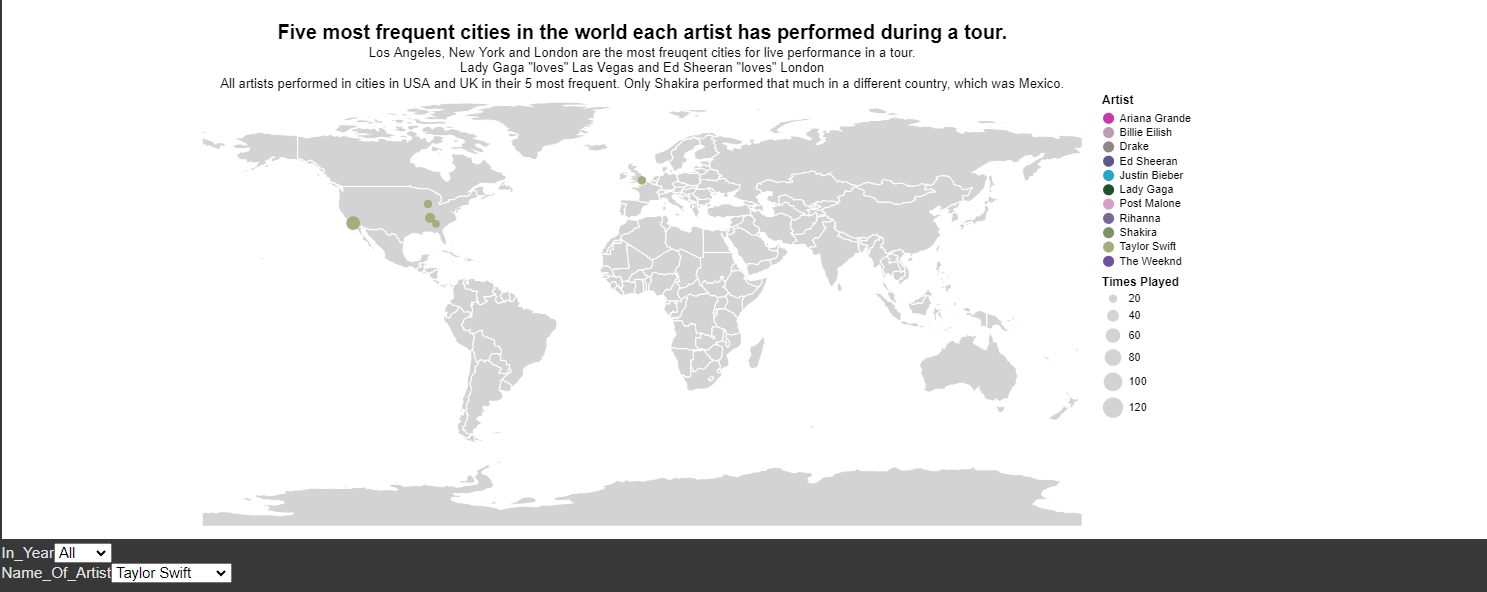 Five most frequent cities in the world each artist has performed during a tour.
Los Angeles, New York and London are the most freuqent cities for live performance in a tour.
Lady Gaga "loves" Las Vegas and Ed Sheeran "loves" London
All artists performed in cities in USA and UK in their 5 most frequent. Only Shakira performed that much in a different country, which was Mexico.
Artist
Ariana Grande
Billie Eilish
Drake
Ed Sheeran
Justin Bieber
Lady Gaga
Post Malone
Rihanna
Shakira
Taylor Swift
The Weeknd
Times Played
20
40
60
80
100
120
In_Year All
Name_Of_Artist Taylor Swift